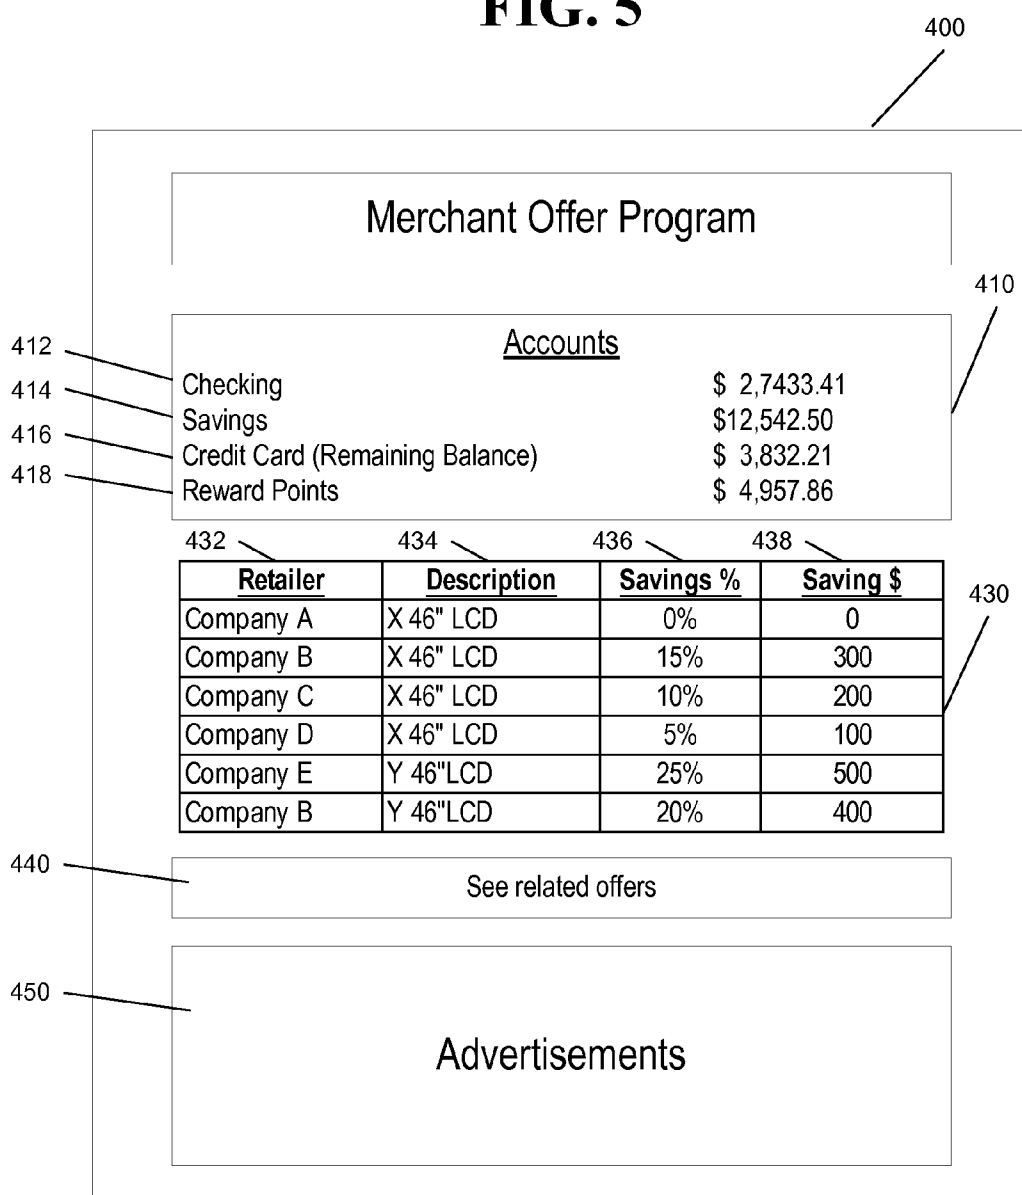 FIG. 5
400
Merchant Offer Program
410
Accounts
412
Checking $ 2,7433.41
414
Savings $12,542.50
416
Credit Card (Remaining Balance) $ 3,832.21
418
Reward Points $ 4,957.86
432 434 436 438
Retailer Description Savings % Saving $
430
Company A X 46" LCD 0% 0
Company B X 46" LCD 15% 300
Company C X 46" LCD 10% 200
Company D X 46" LCD 5% 100
Company E Y 46"LCD 25% 500
Company B Y 46"LCD 20% 400
440
See related offers
450
Advertisements